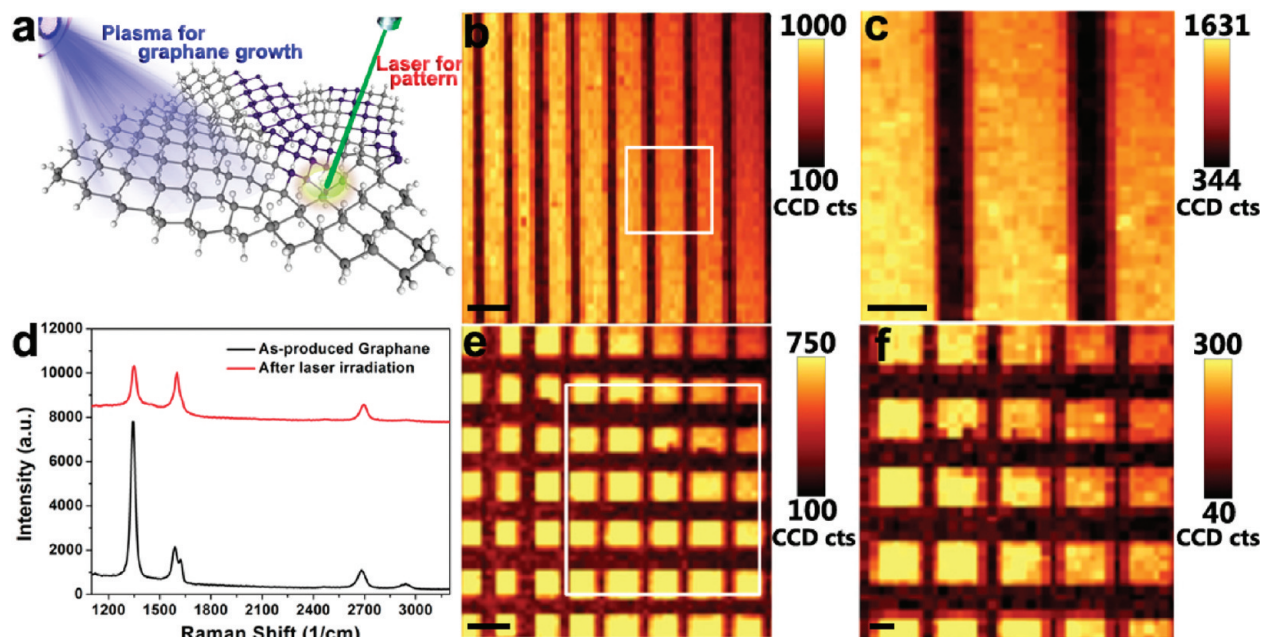 a
Plasma for
graphane growth
Laser for
pattern
b
1000
100
CCD cts
c
1631
344
CCD cts
d
12000
10000
8000
6000
4000
2000
0
Intensity (a.u.)
As-produced Graphane
After laser irradiation
1200 1500 1800 2100 2400 2700 3000
Raman Shift (1/cm)
e
750
100
CCD cts
f
300
40
CCD cts